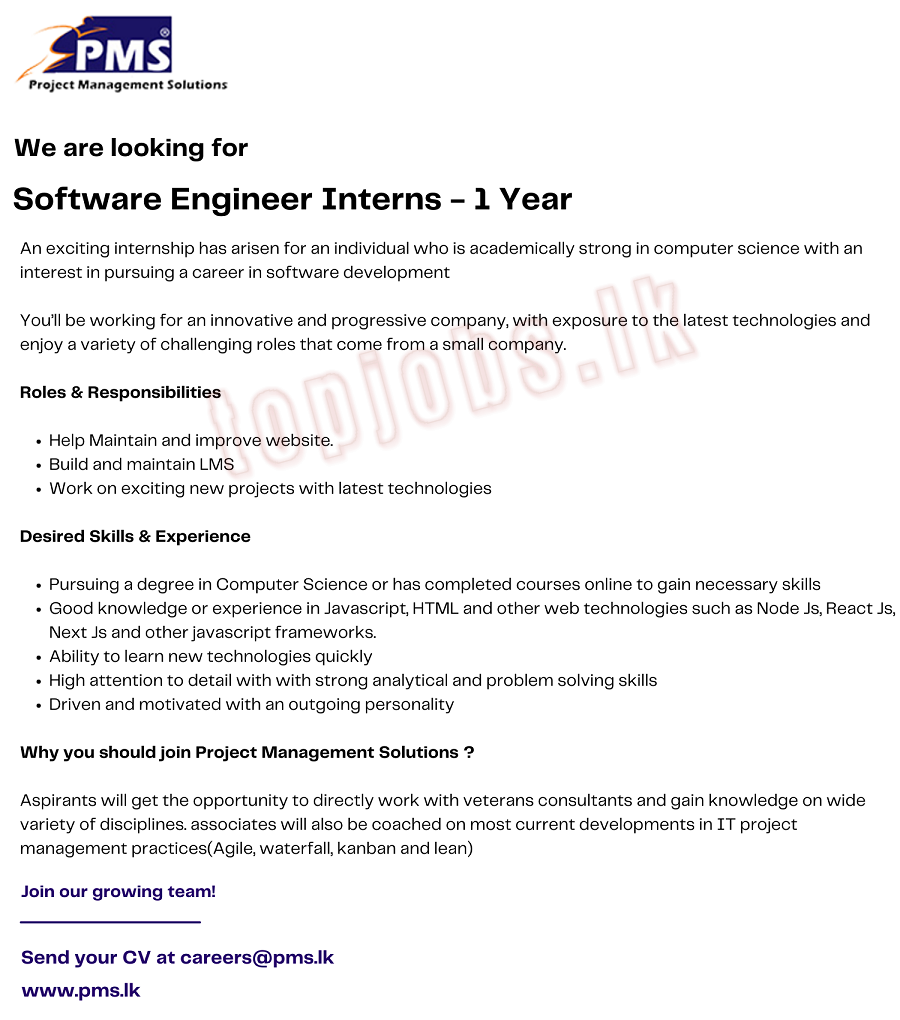 PMS®
Project Management Solutions
We are looking for
Software Engineer Interns - 1 Year
An exciting internship has arisen for an individual who is academically strong in computer science with an
interest in pursuing a career in software development
You'll be working for an innovative and progressive company, with exposure to the latest technologies and
enjoy a variety of challenging roles that come from a small company.
topjobs.lk
Roles & Responsibilities
• Help Maintain and improve website.
• Build and maintain LMS
• Work on exciting new projects with latest technologies
Desired Skills & Experience
• Pursuing a degree in Computer Science or has completed courses online to gain necessary skills
• Good knowledge or experience in Javascript, HTML and other web technologies such as Node Js, React Js,
Next Js and other javascript frameworks.
• Ability to learn new technologies quickly
• High attention to detail with with strong analytical and problem solving skills
• Driven and motivated with an outgoing personality
Why you should join Project Management Solutions ?
Aspirants will get the opportunity to directly work with veterans consultants and gain knowledge on wide
variety of disciplines. associates will also be coached on most current developments in IT project
management practices(Agile, waterfall, kanban and lean)
Join our growing team!
Send your CV at careers@pms.lk
www.pms.lk